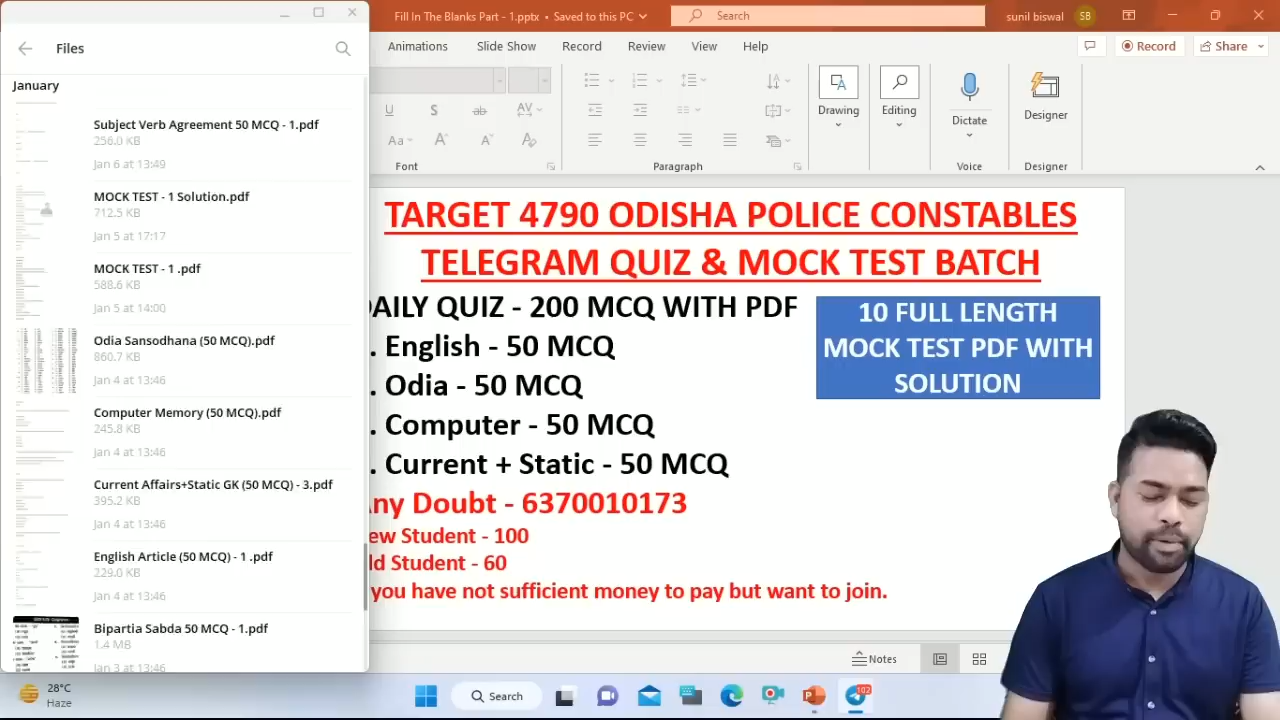 Fill In The Blanks Part - 1.pptx • Saved to this PC
Search
sunil biswal
SB
Files
Animations
Slide Show
Record
Review
View
Help
Record
Share
January
Subject Verb Agreement 50 MCQ - 1.pdf
256.0 KB
Jan 6 at 13:49
MOCK TEST - 1 Solution.pdf
Jan 5 at 17:17
MOCK TEST - 1 .pdf
588.6 KB
Jan 5 at 14:00
Odia Sansodhana (50 MCQ).pdf
860.7 KB
Jan 4 at 13:46
Computer Memory (50 MCQ).pdf
245.8 KB
Jan 4 at 13:46
Current Affairs+Static GK (50 MCQ) - 3.pdf
395.2 KB
Jan 4 at 13:46
English Article (50 MCQ) - 1 .pdf
229.0 KB
Jan 4 at 13:46
Bipartia Sabda 50 MCQ - 1.pdf
1.4 MB
Jan 3 at 13:46
Font
Paragraph
Drawing
Editing
Dictate
Voice
Designer
Designer
TARGET 4790 ODISHA POLICE CONSTABLES
TELEGRAM QUIZ & MOCK TEST BATCH
DAILY QUIZ - 200 MCQ WITH PDF
. English - 50 MCQ
. Odia - 50 MCQ
. Computer - 50 MCQ
. Current + Static - 50 MCQ
Any Doubt - 6370010173
ew Student - 100
ld Student - 60
you have not sufficient money to pay but want to join.
10 FULL LENGTH
MOCK TEST PDF WITH
SOLUTION
Notes
28°C
Haze
Search
102